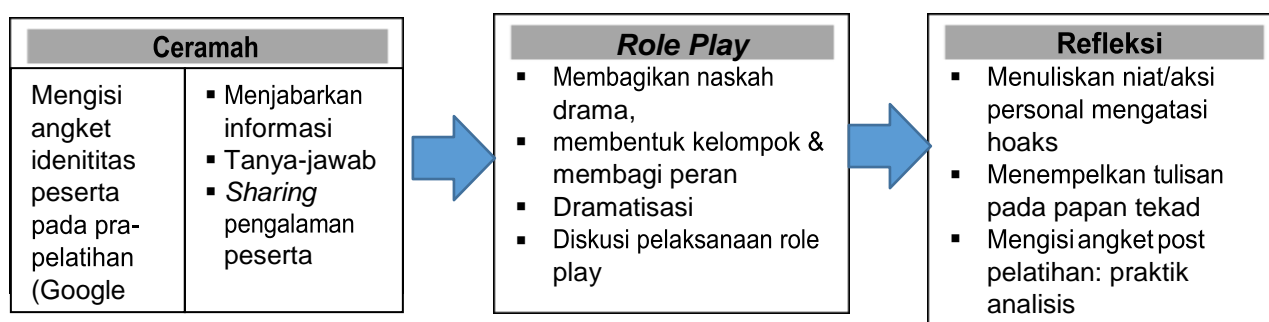 Ceramah
Mengisi
angket
idenititas
peserta
pada pra-
pelatihan
(Google
▪ Menjabarkan
informasi
▪ Tanya-jawab
▪ Sharing
pengalaman
peserta
Role Play
▪ Membagikan naskah
drama,
▪ membentuk kelompok &
membagi peran
▪ Dramatisasi
▪ Diskusi pelaksanaan role
play
Refleksi
▪ Menuliskan niat/aksi
personal mengatasi
hoaks
▪ Menempelkan tulisan
pada papan tekad
▪ Mengisi angket post
pelatihan: praktik
analisis